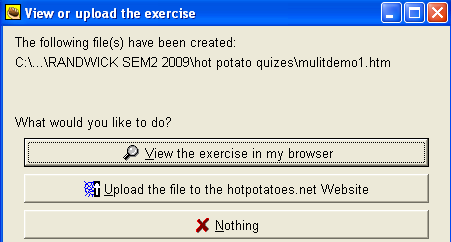 View or upload the exercise
The following file(s) have been created:
C:\...\RANDWICK SEM2 2009\hot potato quizes\mulitdemo1.htm
What would you like to do?
View the exercise in my browser
Upload the file to the hotpotatoes.net Website
Nothing